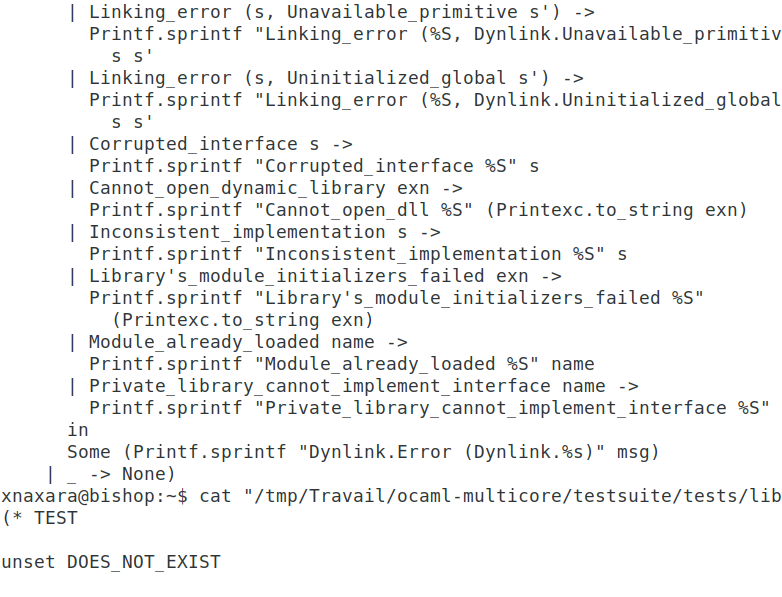 | Linking_error (s, Unavailable_primitive s') ->
Printf.sprintf "Linking_error (%S, Dynlink.Unavailable_primitiv
s s'
| Linking_error (s, Uninitialized_global s') ->
Printf.sprintf "Linking_error (%S, Dynlink.Uninitialized_global
s s'
| Corrupted_interface s ->
Printf.sprintf "Corrupted_interface %S" s
| Cannot_open_dynamic_library exn ->
Printf.sprintf "Cannot_open_dll %S" (Printexc.to_string exn)
| Inconsistent_implementation s ->
Printf.sprintf "Inconsistent_implementation %S" s
| Library's_module_initializers_failed exn ->
Printf.sprintf "Library's_module_initializers_failed %S"
(Printexc.to_string exn)
| Module_already_loaded name ->
Printf.sprintf "Module_already_loaded %S" name
| Private_library_cannot_implement_interface name ->
Printf.sprintf "Private_library_cannot_implement_interface %S"
in
Some (Printf.sprintf "Dynlink.Error (Dynlink.%s)" msg)
| _ -> None)
xnaxara@bishop:~$ cat "/tmp/Travail/ocaml-multicore/testsuite/tests/lib
(* TEST
unset DOES_NOT_EXIST